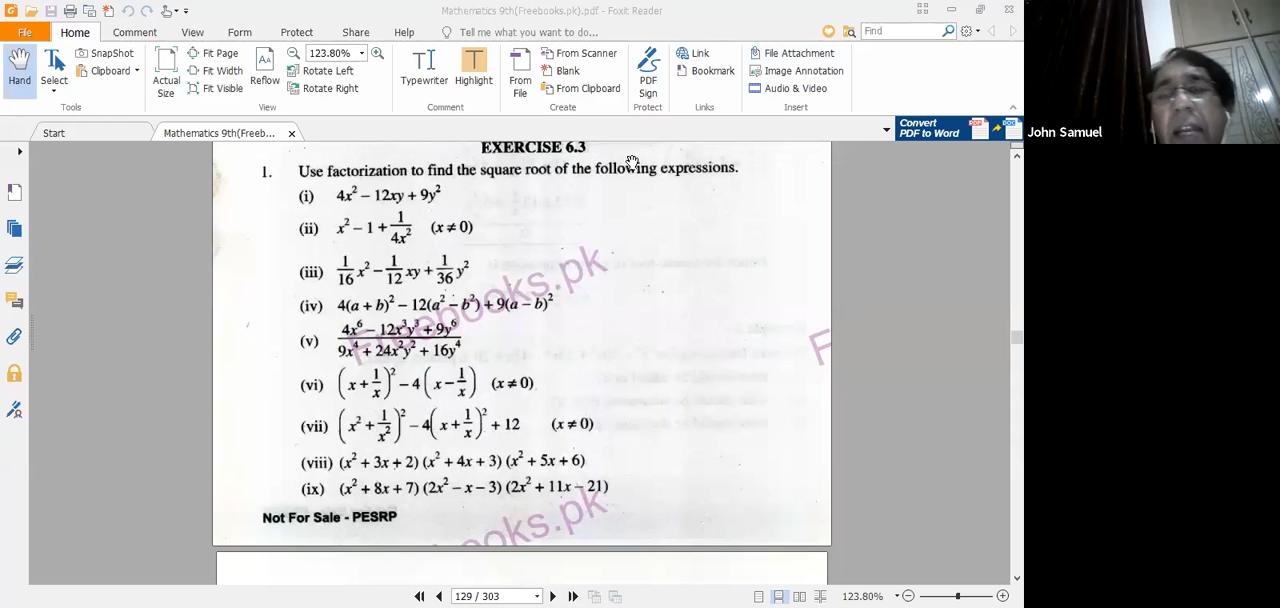 Mathematics 9th(Freebooks.pk).pdf - Foxit Reader
File Home Comment View Form Protect Share Help Tell me what you want to do... Find
Hand Select SnapShot Clipboard Actual Size Fit Page Fit Width Fit Visible Reflow 123.80% Rotate Left Rotate Right Typewriter Highlight From File From Scanner Blank From Clipboard PDF Sign Link Bookmark File Attachment Image Annotation Audio & Video
Tools View Comment Create Protect Links Insert
Start Mathematics 9th(Freeb... Convert PDF to Word
John Samuel
EXERCISE 6.3
1. Use factorization to find the square root of the following expressions.
(i) 4x² − 12xy + 9y²
(ii) x² − 1 + 1/4x² (x ≠ 0)
(iii) 1/16 x² − 1/12 xy + 1/36 y²
(iv) 4(a + b)² − 12(a² − b²) + 9(a − b)²
(v) (4x⁶ − 12x³y³ + 9y⁶)/(9x⁴ + 24x²y² + 16y⁴)
(vi) (x + 1/x)² − 4(x − 1/x) (x ≠ 0)
(vii) (x² + 1/x²)² − 4(x + 1/x)² + 12 (x ≠ 0)
(viii) (x² + 3x + 2) (x² + 4x + 3) (x² + 5x + 6)
(ix) (x² + 8x + 7) (2x² − x − 3) (2x² + 11x − 21)
Not For Sale - PESRP
Freebooks.pk
ooks.pk
F
129 / 303 123.80%